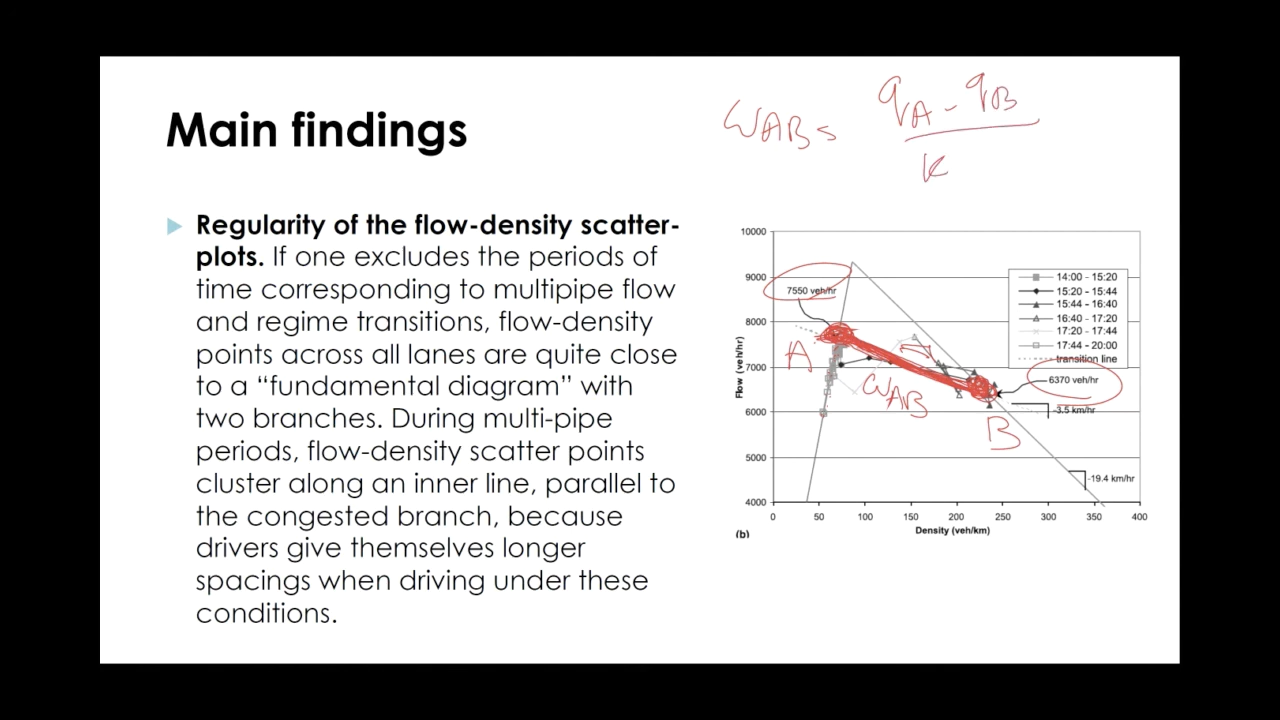 Main findings
ωAB = qA - qB
k
Regularity of the flow-density scatter-
plots. If one excludes the periods of
time corresponding to multipipe flow
and regime transitions, flow-density
points across all lanes are quite close
to a “fundamental diagram” with
two branches. During multi-pipe
periods, flow-density scatter points
cluster along an inner line, parallel to
the congested branch, because
drivers give themselves longer
spacings when driving under these
conditions.
10000
9000
8000
7000
6000
5000
4000
Flow (veh/hr)
0 50 100 150 200 250 300 350 400
Density (veh/km)
(b)
14:00 - 15:20
15:20 - 15:44
15:44 - 16:40
16:40 - 17:20
17:20 - 17:44
17:44 - 20:00
transition line
7550 veh/hr
6370 veh/hr
-3.5 km/hr
-19.4 km/hr
A
ωAB
B